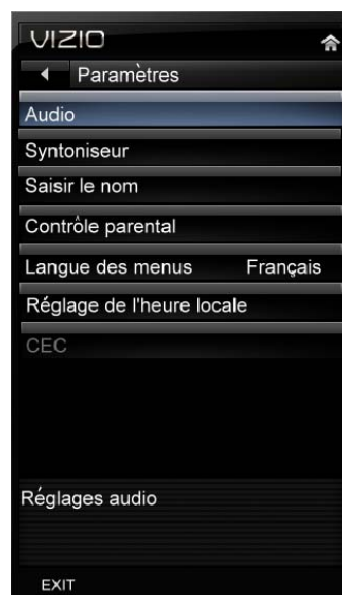 VIZIO
Paramètres
Audio
Syntoniseur
Saisir le nom
Contrôle parental
Langue des menus Français
Réglage de l'heure locale
CEC
Réglages audio
EXIT